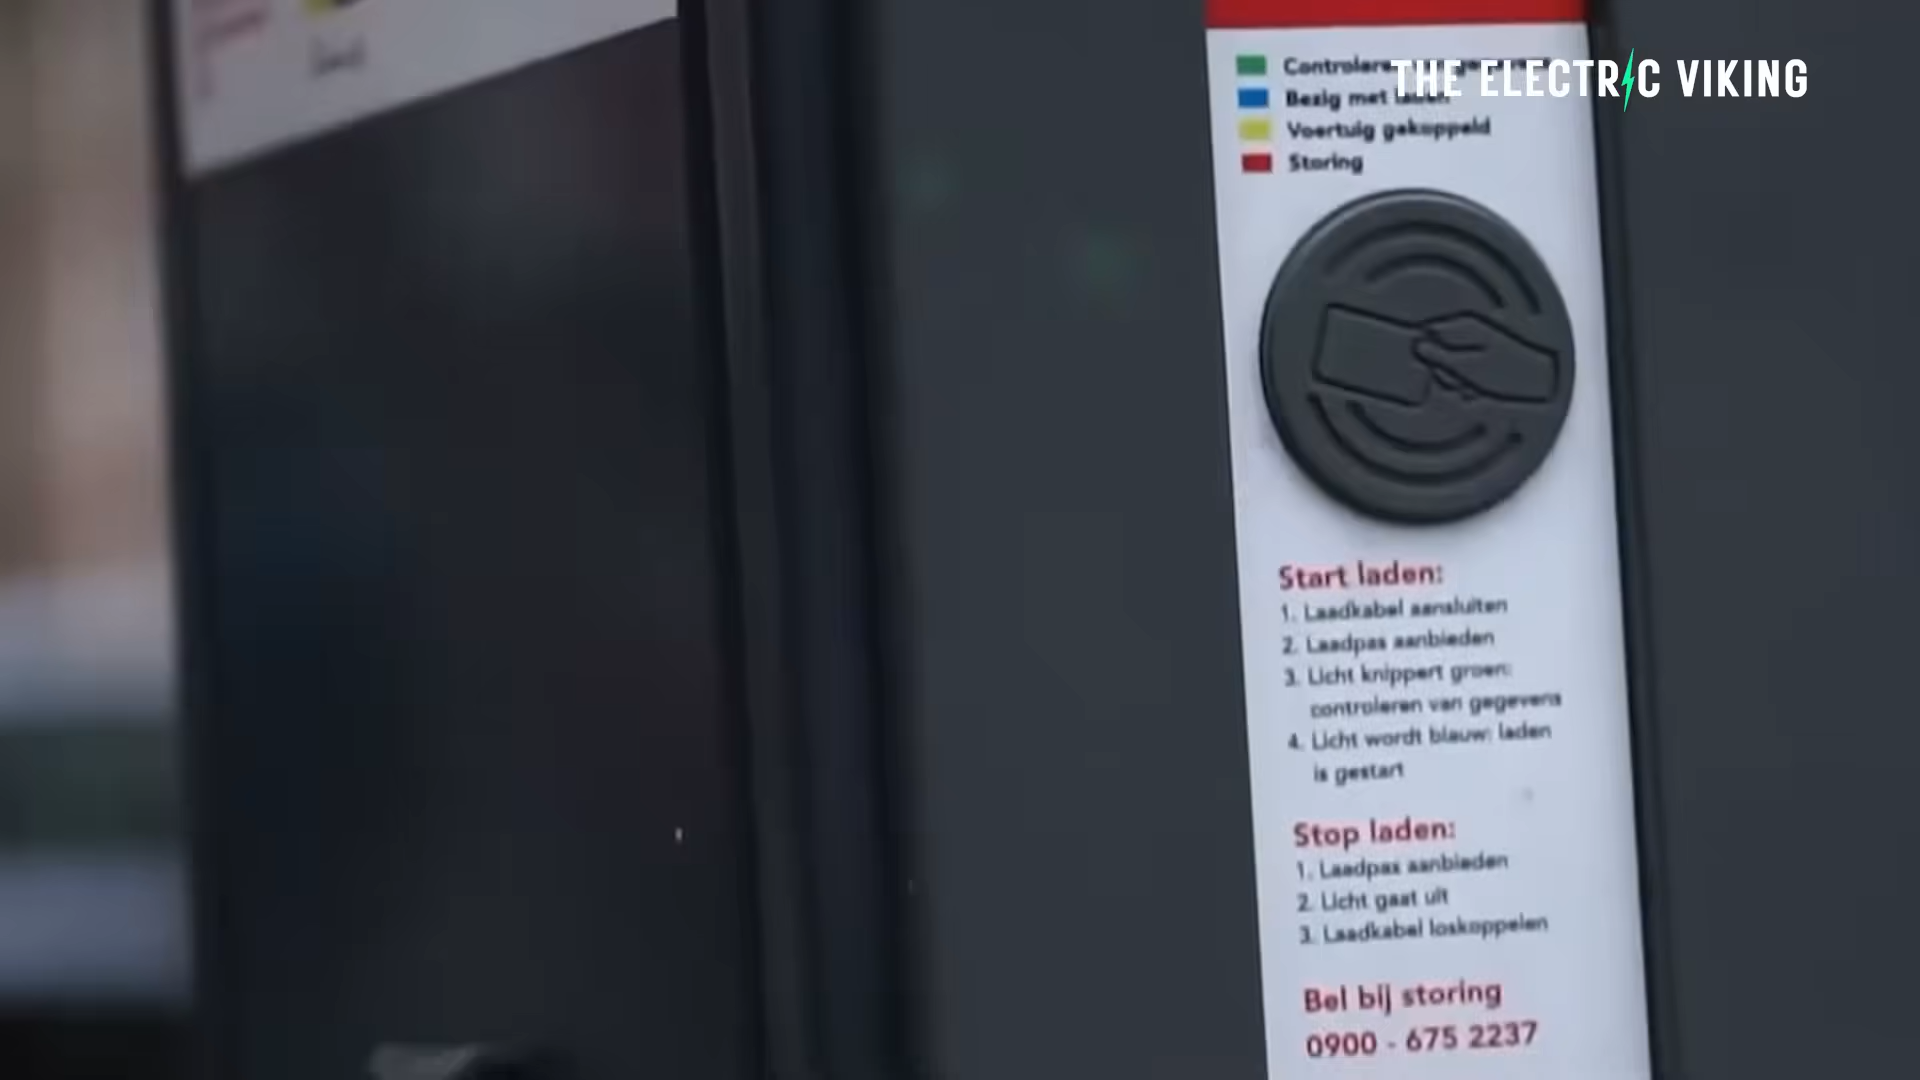 THE ELECTRIC VIKING
Controleren
Bezig met laden
Voertuig gekoppeld
Storing
Start laden:
1. Laadkabel aansluiten
2. Laadpas aanbieden
3. Licht knippert groen:
controleren van gegevens
4. Licht wordt blauw: laden
is gestart
Stop laden:
1. Laadpas aanbieden
2. Licht gaat uit
3. Laadkabel loskoppelen
Bel bij storing
0900 - 675 2237